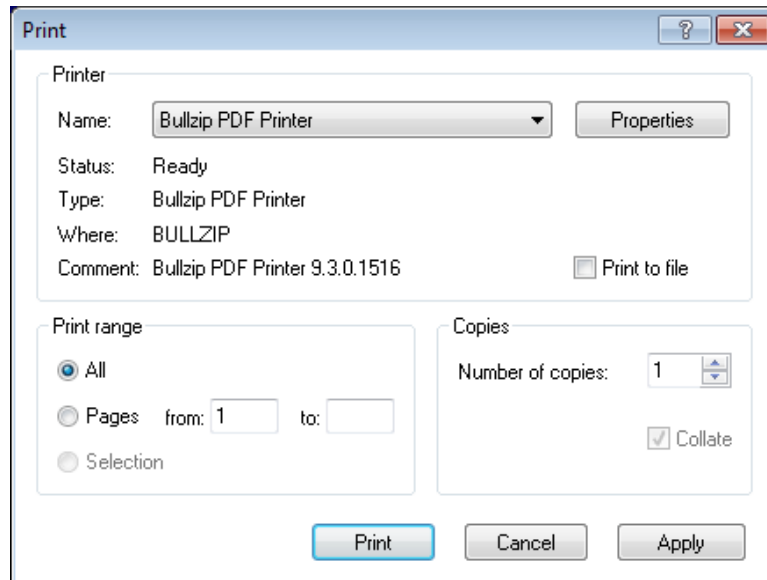 Print
Printer
Name: Bullzip PDF Printer Properties
Status: Ready
Type: Bullzip PDF Printer
Where: BULLZIP
Comment: Bullzip PDF Printer 9.3.0.1516 Print to file
Print range
All
Pages from: 1 to:
Selection
Copies
Number of copies: 1
Collate
Print Cancel Apply